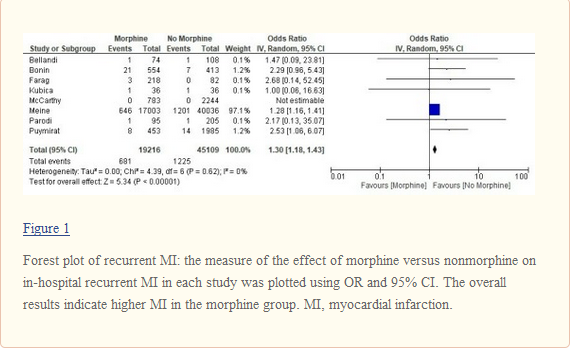 Morphine No Morphine Odds Ratio Odds Ratio
Study or Subgroup Events Total Events Total Weight IV, Random, 95% CI IV, Random, 95% CI
Bellandi 1 74 1 108 0.1% 1.47 [0.09, 23.81]
Bonin 21 554 7 413 1.2% 2.29 [0.96, 5.43]
Farag 3 218 0 82 0.1% 2.68 [0.14, 52.45]
Kubica 1 36 1 36 0.1% 1.00 [0.06, 16.63]
McCarthy 0 783 0 2244 Not estimable
Meine 646 17003 1201 40036 97.1% 1.28 [1.16, 1.41]
Parodi 1 95 1 205 0.1% 2.17 [0.13, 35.07]
Puymirat 8 453 14 1985 1.2% 2.53 [1.06, 6.07]
Total (95% CI) 19216 45109 100.0% 1.30 [1.18, 1.43]
Total events 681 1225
Heterogeneity: Tau² = 0.00; Chi² = 4.39, df = 6 (P = 0.62); I² = 0%
Test for overall effect: Z = 5.34 (P < 0.00001)
0.01 0.1 1 10 100
Favours [Morphine] Favours [No Morphine]
Figure 1
Forest plot of recurrent MI: the measure of the effect of morphine versus nonmorphine on
in-hospital recurrent MI in each study was plotted using OR and 95% CI. The overall
results indicate higher MI in the morphine group. MI, myocardial infarction.